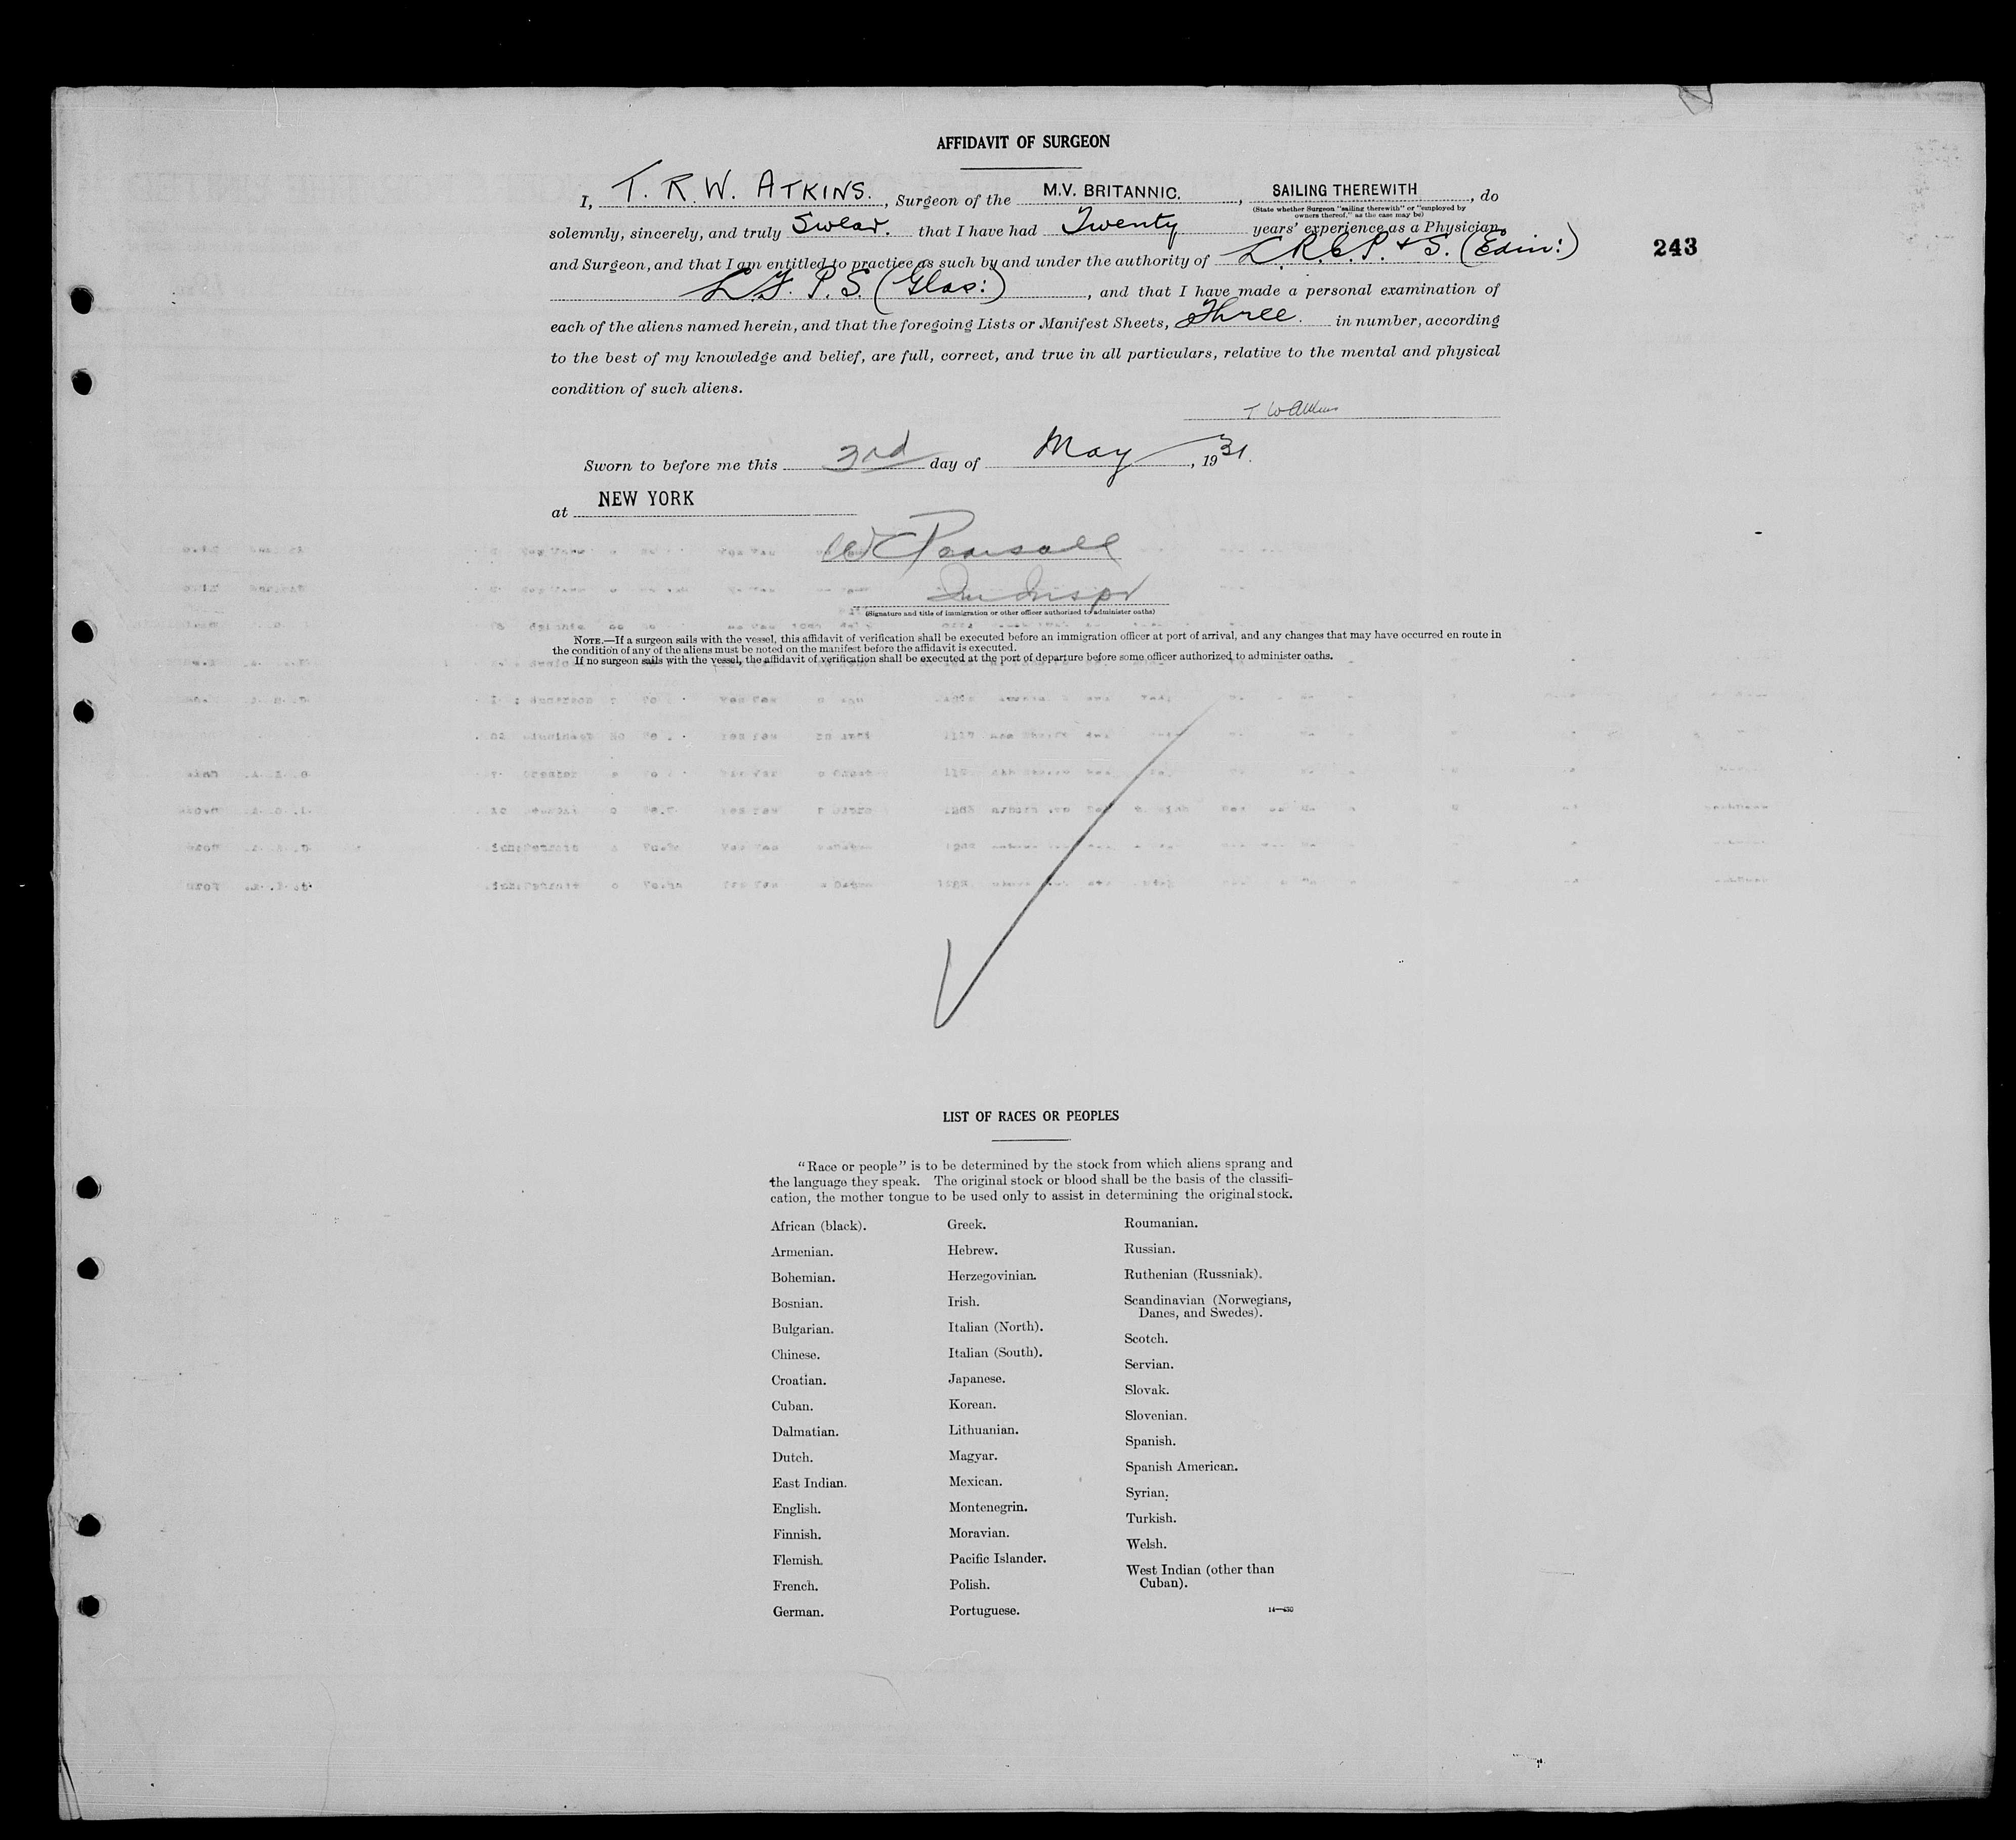 AFFIDAVIT OF SURGEON
I, T. R. W. ATKINS. , Surgeon of the M.V. BRITANNIC. , SAILING THEREWITH , do
(State whether Surgeon "sailing therewith" or "employed by
owners thereof," as the case may be)
solemnly, sincerely, and truly Swear. that I have had Twenty years' experience as a Physician
243
and Surgeon, and that I am entitled to practice as such by and under the authority of L.R.C.P. & S. (Edin:)
L.F. P. S. (Glas:) , and that I have made a personal examination of
each of the aliens named herein, and that the foregoing Lists or Manifest Sheets, Three. in number, according
to the best of my knowledge and belief, are full, correct, and true in all particulars, relative to the mental and physical
condition of such aliens.
T W Atkins
Sworn to before me this 3rd day of May , 1931.
at NEW YORK
W Pearsall
Im Inspr
(Signature and title of immigration or other officer authorized to administer oaths)
NOTE.—If a surgeon sails with the vessel, this affidavit of verification shall be executed before an immigration officer at port of arrival, and any changes that may have occurred en route in
the condition of any of the aliens must be noted on the manifest before the affidavit is executed.
If no surgeon sails with the vessel, the affidavit of verification shall be executed at the port of departure before some officer authorized to administer oaths.
LIST OF RACES OR PEOPLES
"Race or people" is to be determined by the stock from which aliens sprang and
the language they speak. The original stock or blood shall be the basis of the classifi-
cation, the mother tongue to be used only to assist in determining the original stock.
African (black).
Armenian.
Bohemian.
Bosnian.
Bulgarian.
Chinese.
Croatian.
Cuban.
Dalmatian.
Dutch.
East Indian.
English.
Finnish.
Flemish.
French.
German.
Greek.
Hebrew.
Herzegovinian.
Irish.
Italian (North).
Italian (South).
Japanese.
Korean.
Lithuanian.
Magyar.
Mexican.
Montenegrin.
Moravian.
Pacific Islander.
Polish.
Portuguese.
Roumanian.
Russian.
Ruthenian (Russniak).
Scandinavian (Norwegians,
Danes, and Swedes).
Scotch.
Servian.
Slovak.
Slovenian.
Spanish.
Spanish American.
Syrian.
Turkish.
Welsh.
West Indian (other than
Cuban).